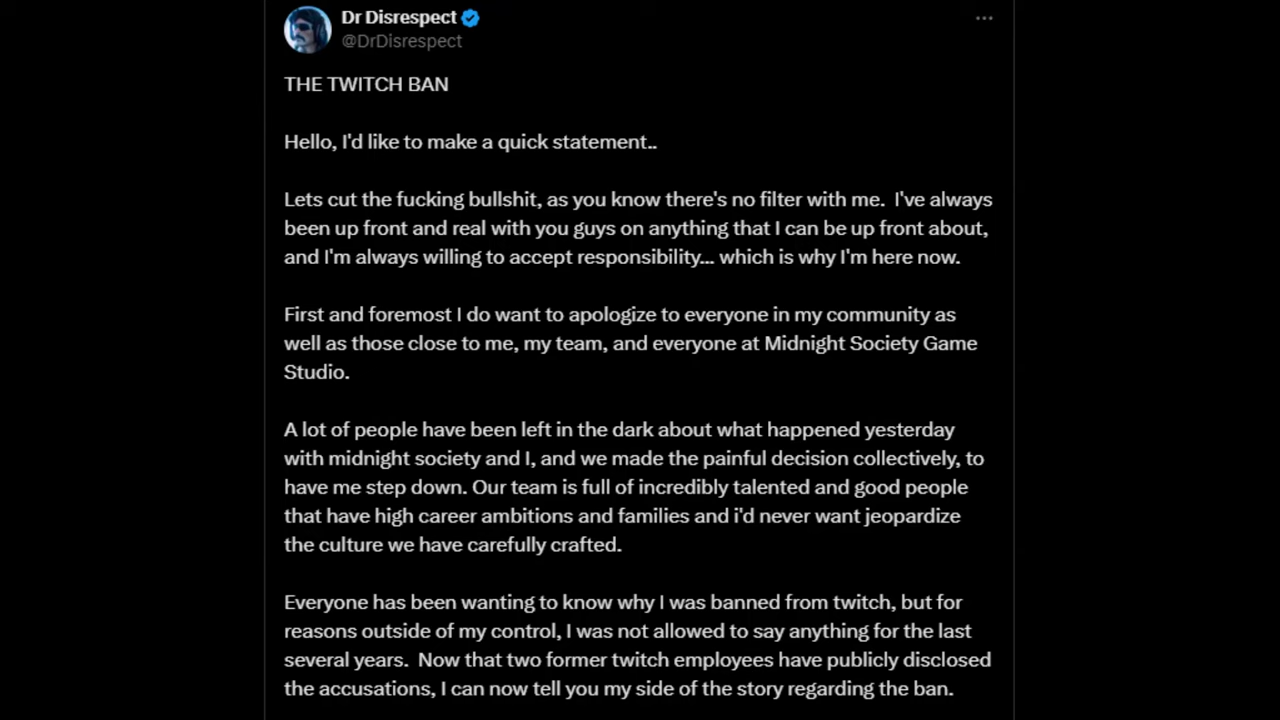 Dr Disrespect
@DrDisrespect
THE TWITCH BAN
Hello, I'd like to make a quick statement..
Lets cut the fucking bullshit, as you know there's no filter with me.  I've always
been up front and real with you guys on anything that I can be up front about,
and I'm always willing to accept responsibility... which is why I'm here now.
First and foremost I do want to apologize to everyone in my community as
well as those close to me, my team, and everyone at Midnight Society Game
Studio.
A lot of people have been left in the dark about what happened yesterday
with midnight society and I, and we made the painful decision collectively, to
have me step down. Our team is full of incredibly talented and good people
that have high career ambitions and families and i'd never want jeopardize
the culture we have carefully crafted.
Everyone has been wanting to know why I was banned from twitch, but for
reasons outside of my control, I was not allowed to say anything for the last
several years.  Now that two former twitch employees have publicly disclosed
the accusations, I can now tell you my side of the story regarding the ban.